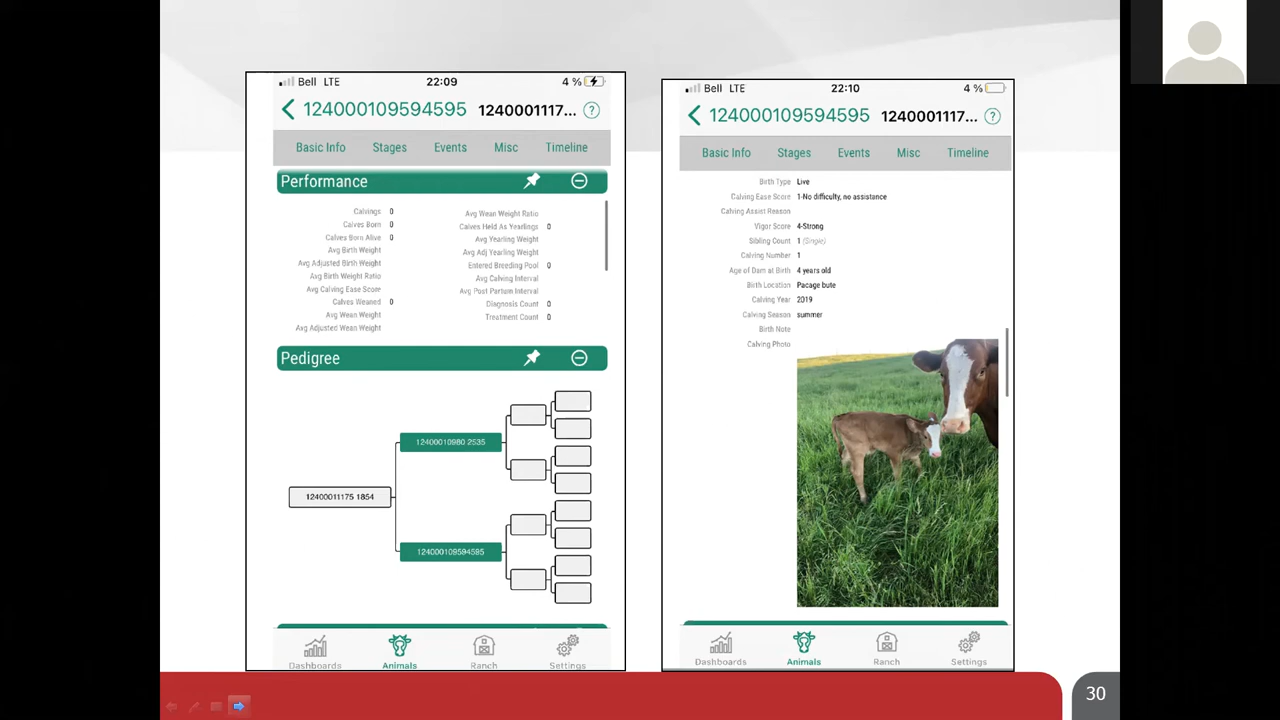 Bell LTE 22:09 4 %
124000109594595 1240001117... ?
Basic Info Stages Events Misc Timeline
Performance
Calvings 0
Calves Born 0
Calves Born Alive 0
Avg Birth Weight
Avg Adjusted Birth Weight
Avg Birth Weight Ratio
Avg Calving Ease Score
Calves Weaned 0
Avg Wean Weight
Avg Adjusted Wean Weight
Avg Wean Weight Ratio
Calves Held As Yearlings 0
Avg Yearling Weight
Avg Adj Yearling Weight
Entered Breeding Pool 0
Avg Calving Interval
Avg Post Partum Interval
Diagnosis Count 0
Treatment Count 0
Pedigree
12400010980 2535
12400011175 1854
124000109594595
Dashboards Animals Ranch Settings
Bell LTE 22:10 4 %
124000109594595 1240001117... ?
Basic Info Stages Events Misc Timeline
Birth Type Live
Calving Ease Score 1-No difficulty, no assistance
Calving Assist Reason
Vigor Score 4-Strong
Sibling Count 1 (Single)
Calving Number 1
Age of Dam at Birth 4 years old
Birth Location Pacage bute
Calving Year 2019
Calving Season summer
Birth Note
Calving Photo
Dashboards Animals Ranch Settings
30